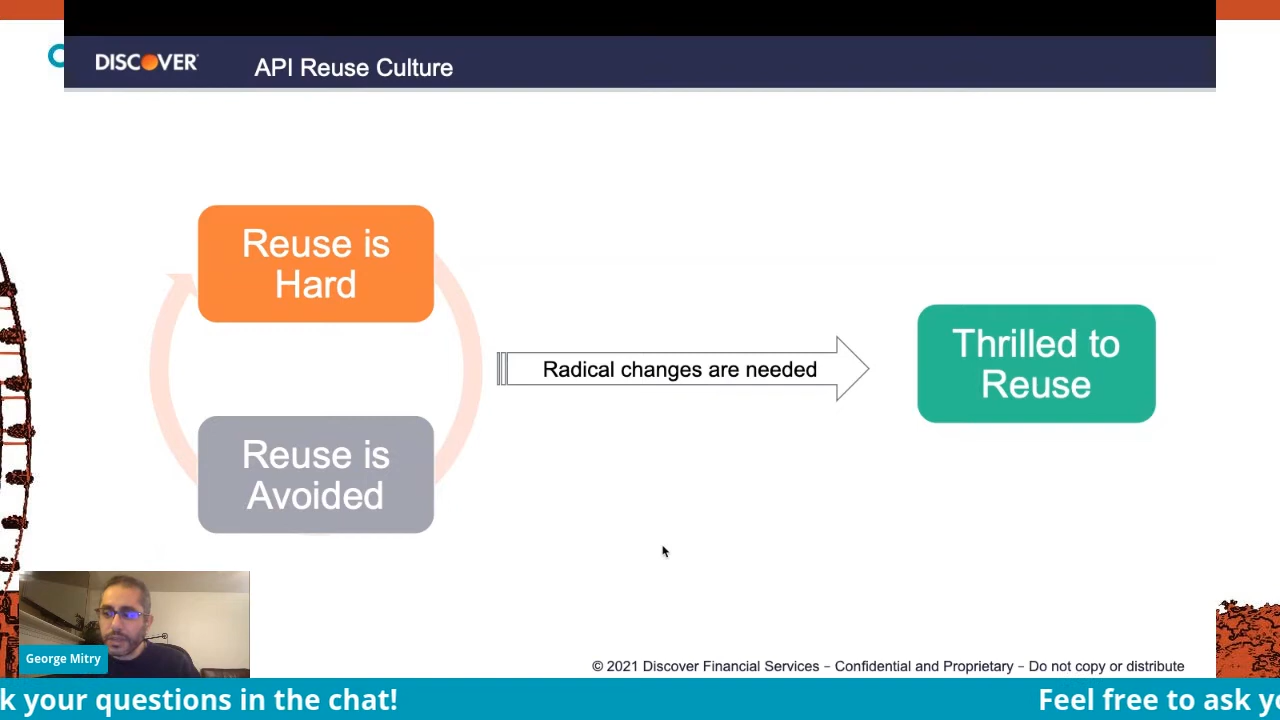 DISCOVER
API Reuse Culture
Reuse is
Hard
Radical changes are needed
Thrilled to
Reuse
Reuse is
Avoided
George Mitry
© 2021 Discover Financial Services – Confidential and Proprietary – Do not copy or distribute
k your questions in the chat!
Feel free to ask yo